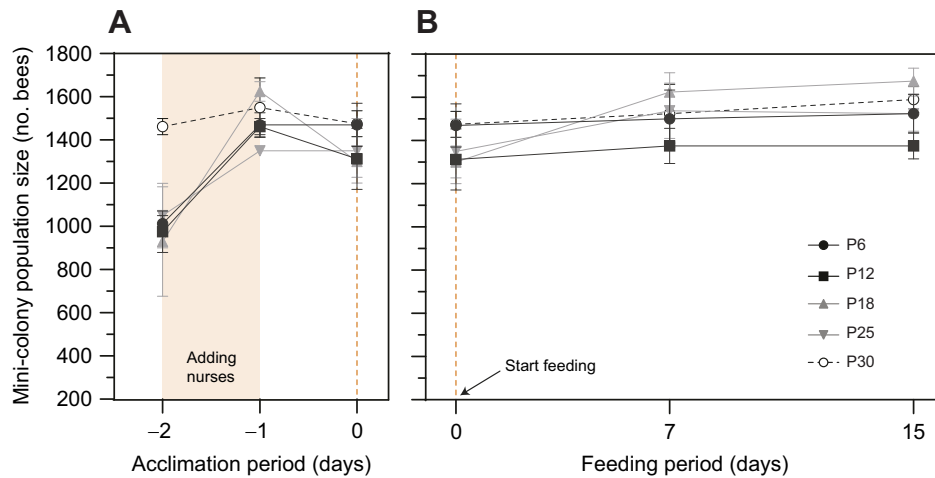 A
B
Mini-colony population size (no. bees)
1800
1600
1400
1200
1000
800
600
400
200
Adding
nurses
–2
–1
0
Acclimation period (days)
Start feeding
P6
P12
P18
P25
P30
0
7
15
Feeding period (days)